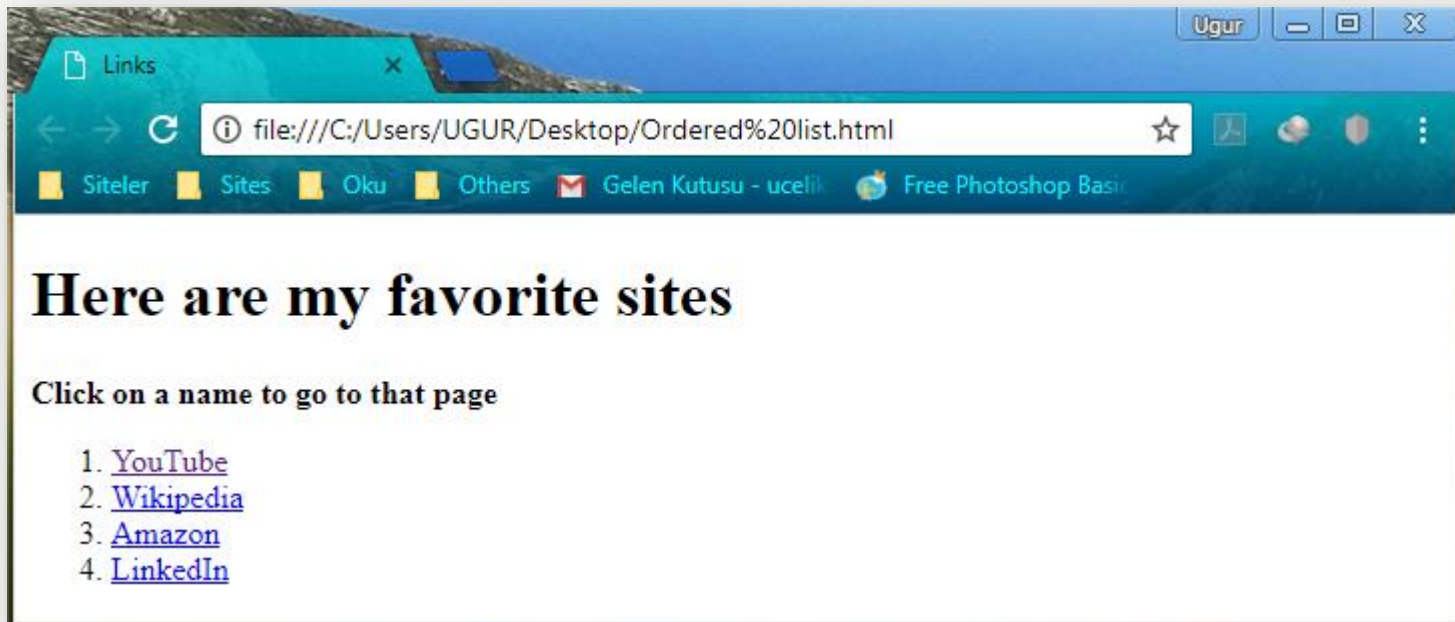 Ugur
Links
file:///C:/Users/UGUR/Desktop/Ordered%20list.html
Siteler Sites Oku Others Gelen Kutusu - ucelik Free Photoshop Basic
Here are my favorite sites
Click on a name to go to that page
1. YouTube
2. Wikipedia
3. Amazon
4. LinkedIn